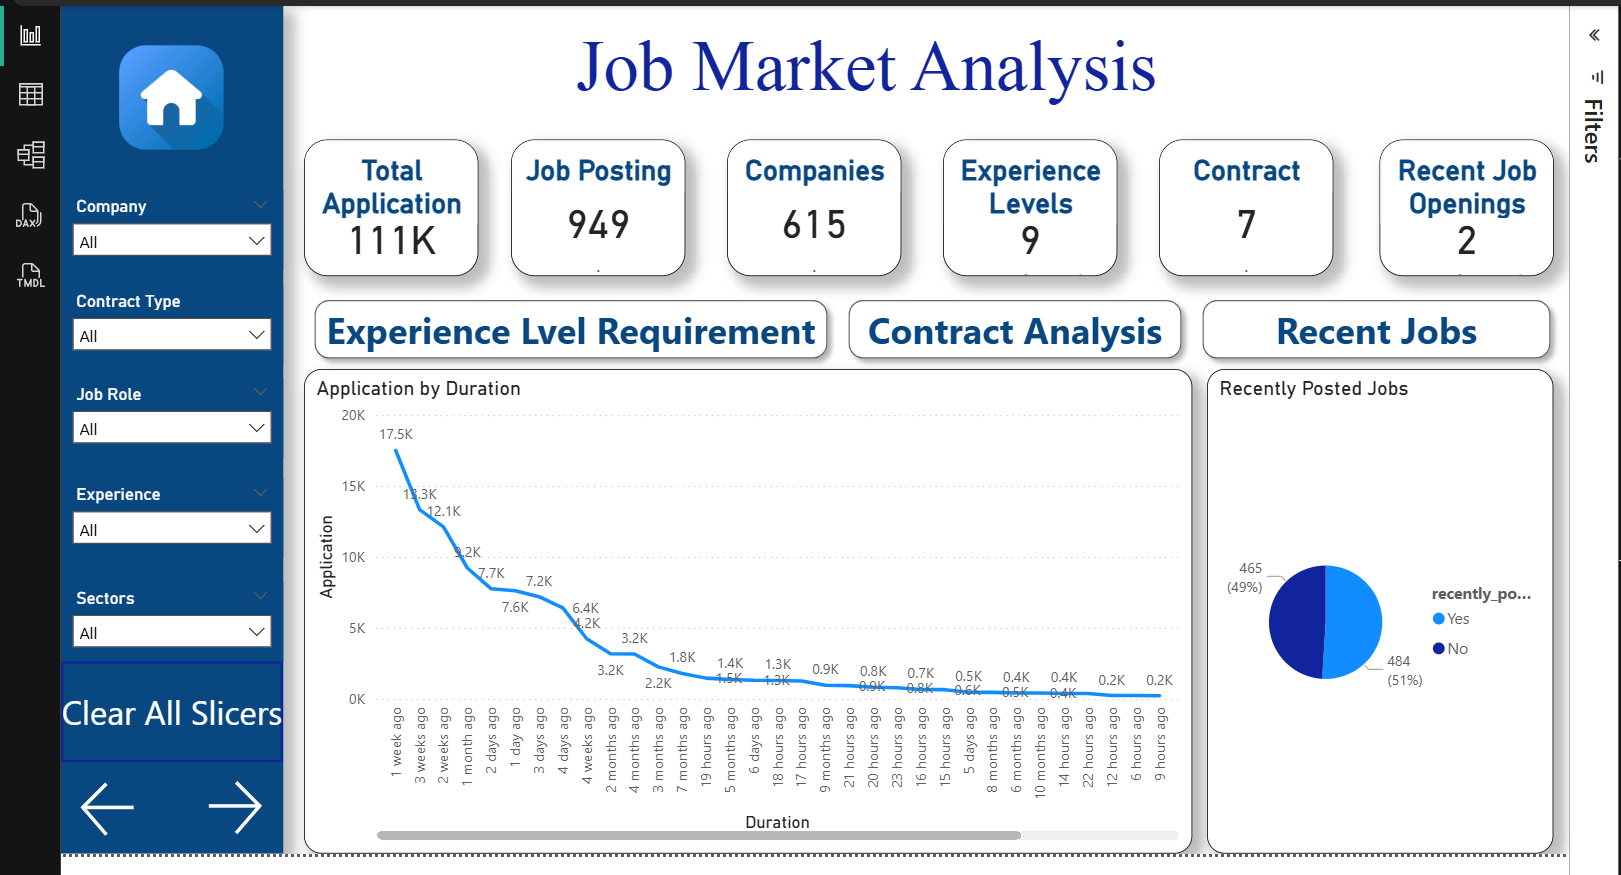 Job Market Analysis
DAX
TMDL
Company
All
Contract Type
All
Job Role
All
Experience
All
Sectors
All
Clear All Slicers
Total
Application
111K
Job Posting
949
Companies
615
Experience
Levels
9
Contract
7
Recent Job
Openings
2
Experience Lvel Requirement
Contract Analysis
Recent Jobs
Application by Duration
Application
20K
15K
10K
5K
0K
17.5K
13.3K
12.1K
9.2K
7.7K
7.6K
7.2K
6.4K
4.2K
3.2K
3.2K
2.2K
1.8K
1.4K
1.5K
1.3K
1.3K
0.9K
0.8K
0.9K
0.7K
0.8K
0.5K
0.6K
0.4K
0.5K
0.4K
0.4K
0.2K
0.2K
1 week ago
3 weeks ago
2 weeks ago
1 month ago
2 days ago
1 day ago
3 days ago
4 days ago
4 weeks ago
2 months ago
4 months ago
3 months ago
7 months ago
19 hours ago
5 months ago
6 days ago
18 hours ago
17 hours ago
9 months ago
21 hours ago
20 hours ago
23 hours ago
16 hours ago
15 hours ago
5 days ago
8 months ago
6 months ago
10 months ago
14 hours ago
22 hours ago
12 hours ago
6 hours ago
9 hours ago
Duration
Recently Posted Jobs
465
(49%)
484
(51%)
recently_po...
Yes
No
Filters